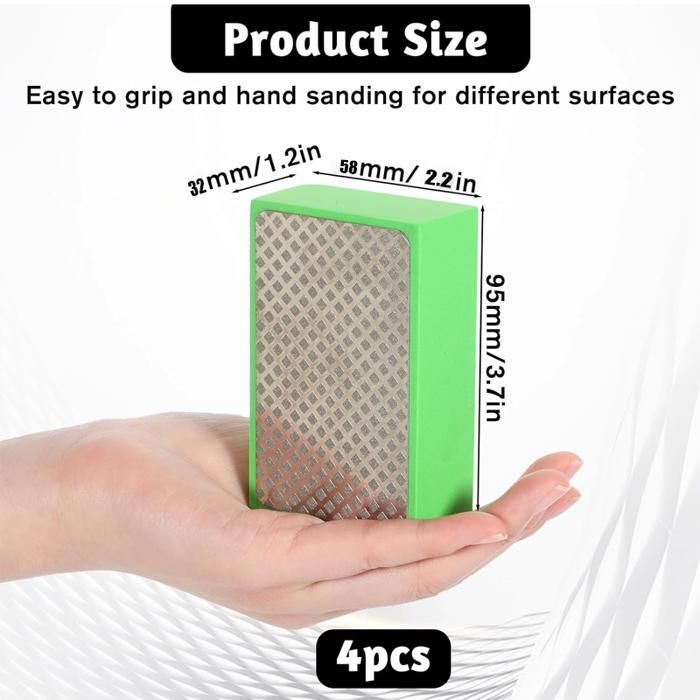 Product Size
Easy to grip and hand sanding for different surfaces
32mm/1.2in
58mm/ 2.2in
95mm/3.7in
4pcs